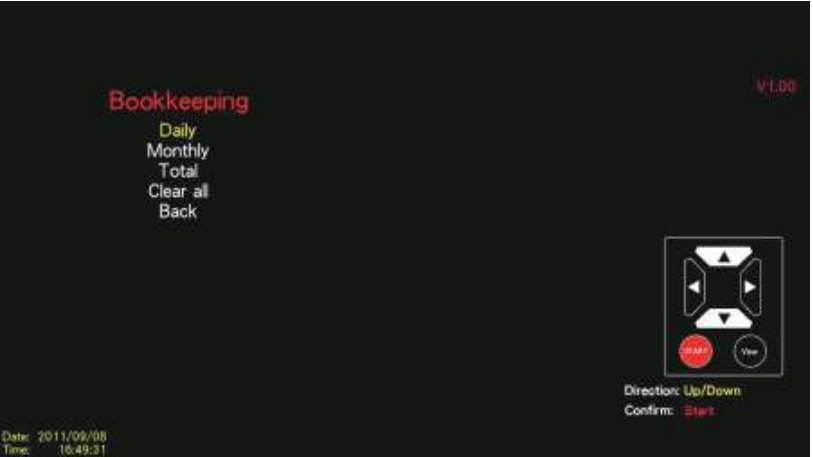 V1.00
Bookkeeping
Daily
Monthly
Total
Clear all
Back
START
View
Direction: Up/Down
Confirm: Start
Date: 2011/09/08
Time: 16:49:31